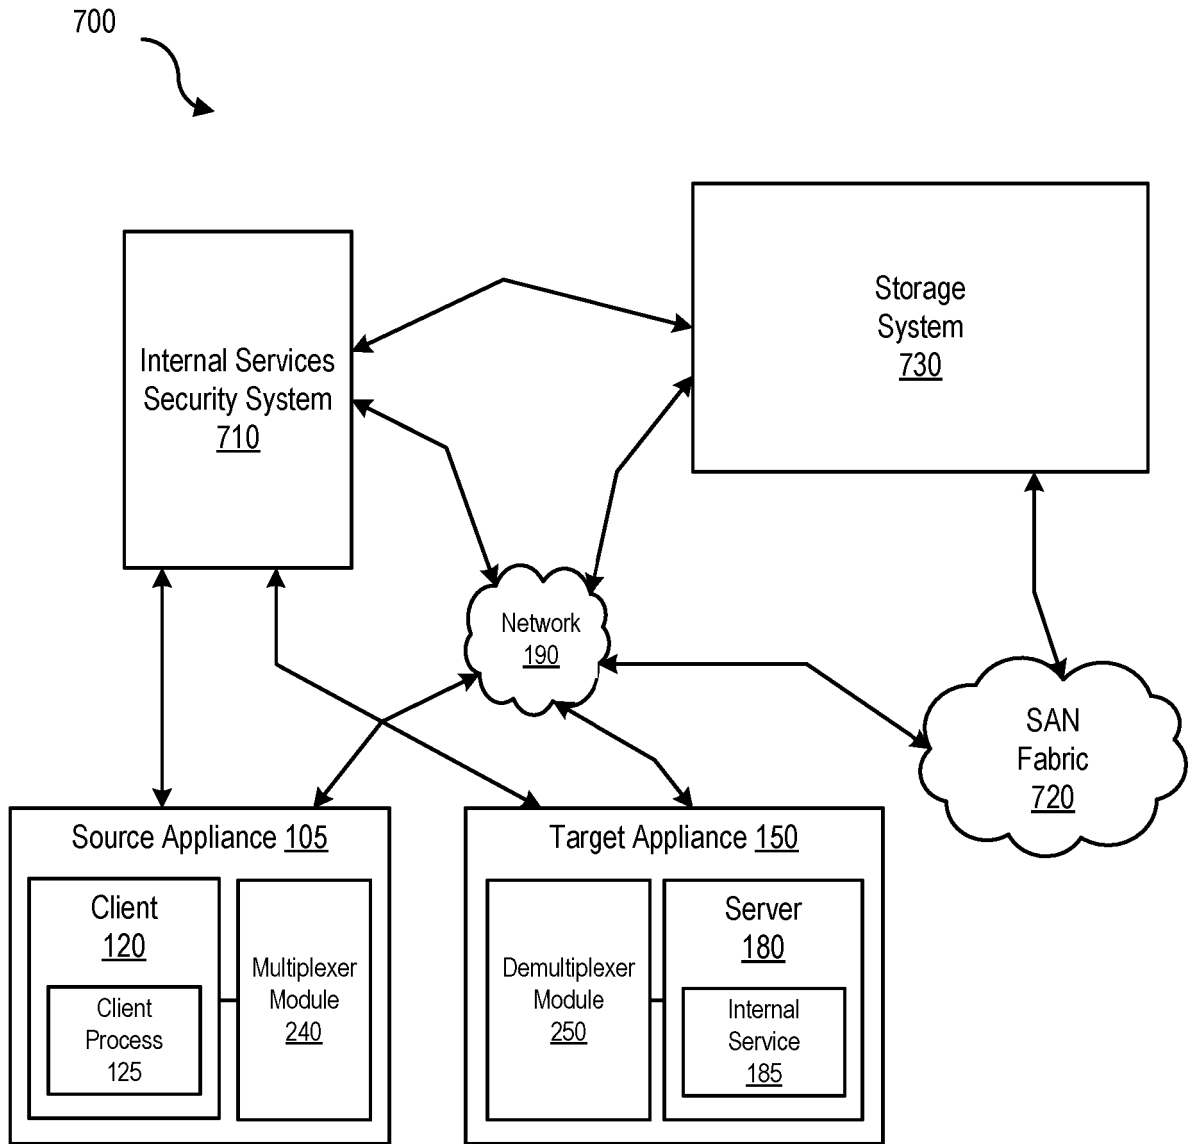 700
Storage
System
730
Internal Services
Security System
710
Network
190
SAN
Fabric
720
Source Appliance 105
Client
120
Client
Process
125
Multiplexer
Module
240
Target Appliance 150
Demultiplexer
Module
250
Server
180
Internal
Service
185